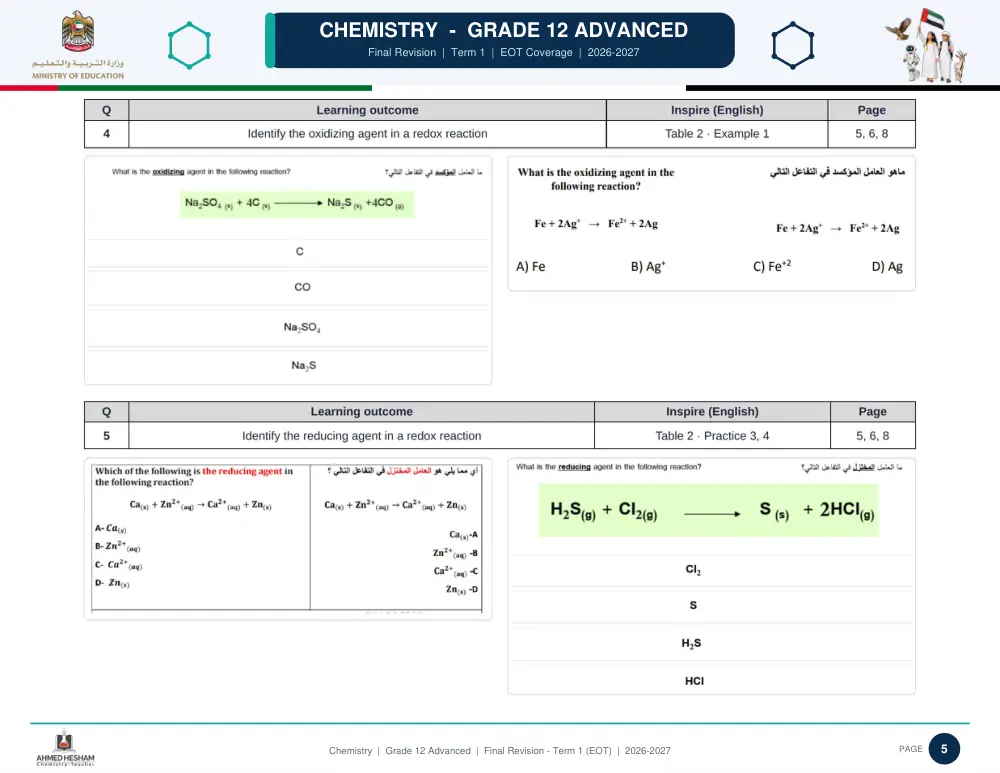 وزارة التربية والتعليم
MINISTRY OF EDUCATION
CHEMISTRY - GRADE 12 ADVANCED
Final Revision | Term 1 | EOT Coverage | 2026-2027
Q Learning outcome Inspire (English) Page
4 Identify the oxidizing agent in a redox reaction Table 2 · Example 1 5, 6, 8
What is the oxidizing agent in the following reaction? ما العامل المؤكسد في التفاعل التالي؟
Na₂SO₄ (s) + 4C (s) ⟶ Na₂S (s) +4CO (g)
C
CO
Na₂SO₄
Na₂S
What is the oxidizing agent in the following reaction?
ماهو العامل المؤكسد في التفاعل التالي
Fe + 2Ag⁺ → Fe²⁺ + 2Ag
Fe + 2Ag⁺ → Fe²⁺ + 2Ag
A) Fe B) Ag⁺ C) Fe⁺² D) Ag
Q Learning outcome Inspire (English) Page
5 Identify the reducing agent in a redox reaction Table 2 · Practice 3, 4 5, 6, 8
Which of the following is the reducing agent in
the following reaction?
Ca(s) + Zn²⁺(aq) → Ca²⁺(aq) + Zn(s)
A- Ca(s)
B- Zn²⁺(aq)
C- Ca²⁺(aq)
D- Zn(s)
أي مما يلي هو العامل المختزل في التفاعل التالي ؟
Ca(s) + Zn²⁺(aq) → Ca²⁺(aq) + Zn(s)
Ca(s) -A
Zn²⁺(aq) -B
Ca²⁺(aq) -C
Zn(s) -D
What is the reducing agent in the following reaction? ما العامل المختزل في التفاعل التالي؟
H₂S(g) + Cl₂(g) ⟶ S (s) + 2HCl(g)
Cl₂
S
H₂S
HCl
AHMED HESHAM
Chemistry Teacher
Chemistry | Grade 12 Advanced | Final Revision - Term 1 (EOT) | 2026-2027
PAGE 5